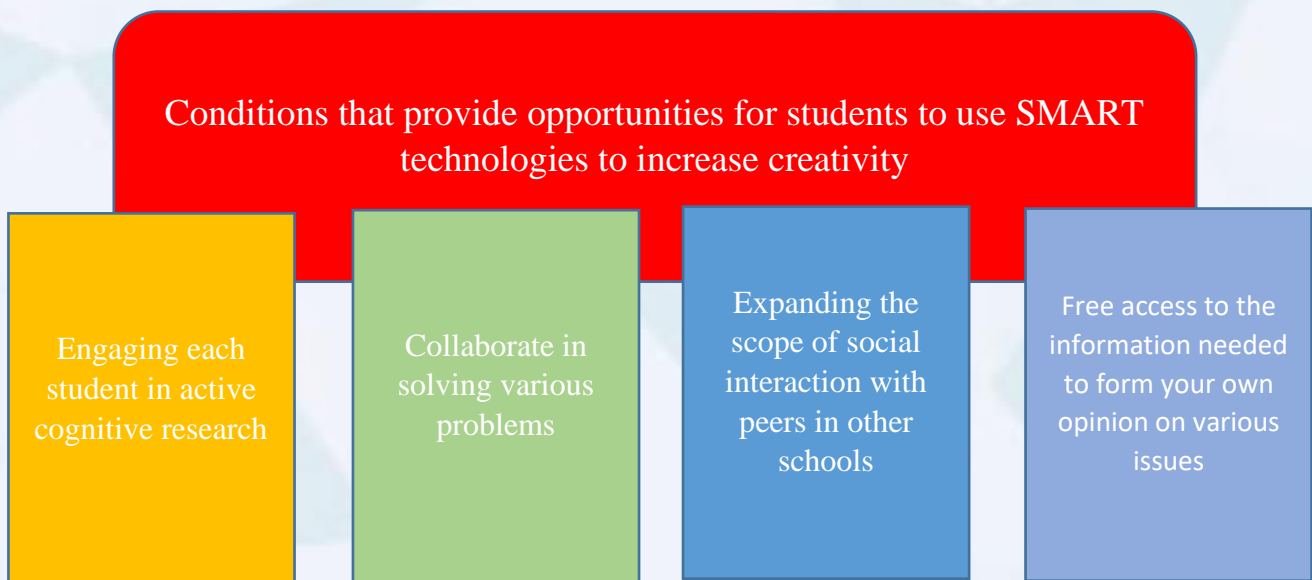 Conditions that provide opportunities for students to use SMART
technologies to increase creativity
Engaging each
student in active
cognitive research
Collaborate in
solving various
problems
Expanding the
scope of social
interaction with
peers in other
schools
Free access to the
information needed
to form your own
opinion on various
issues